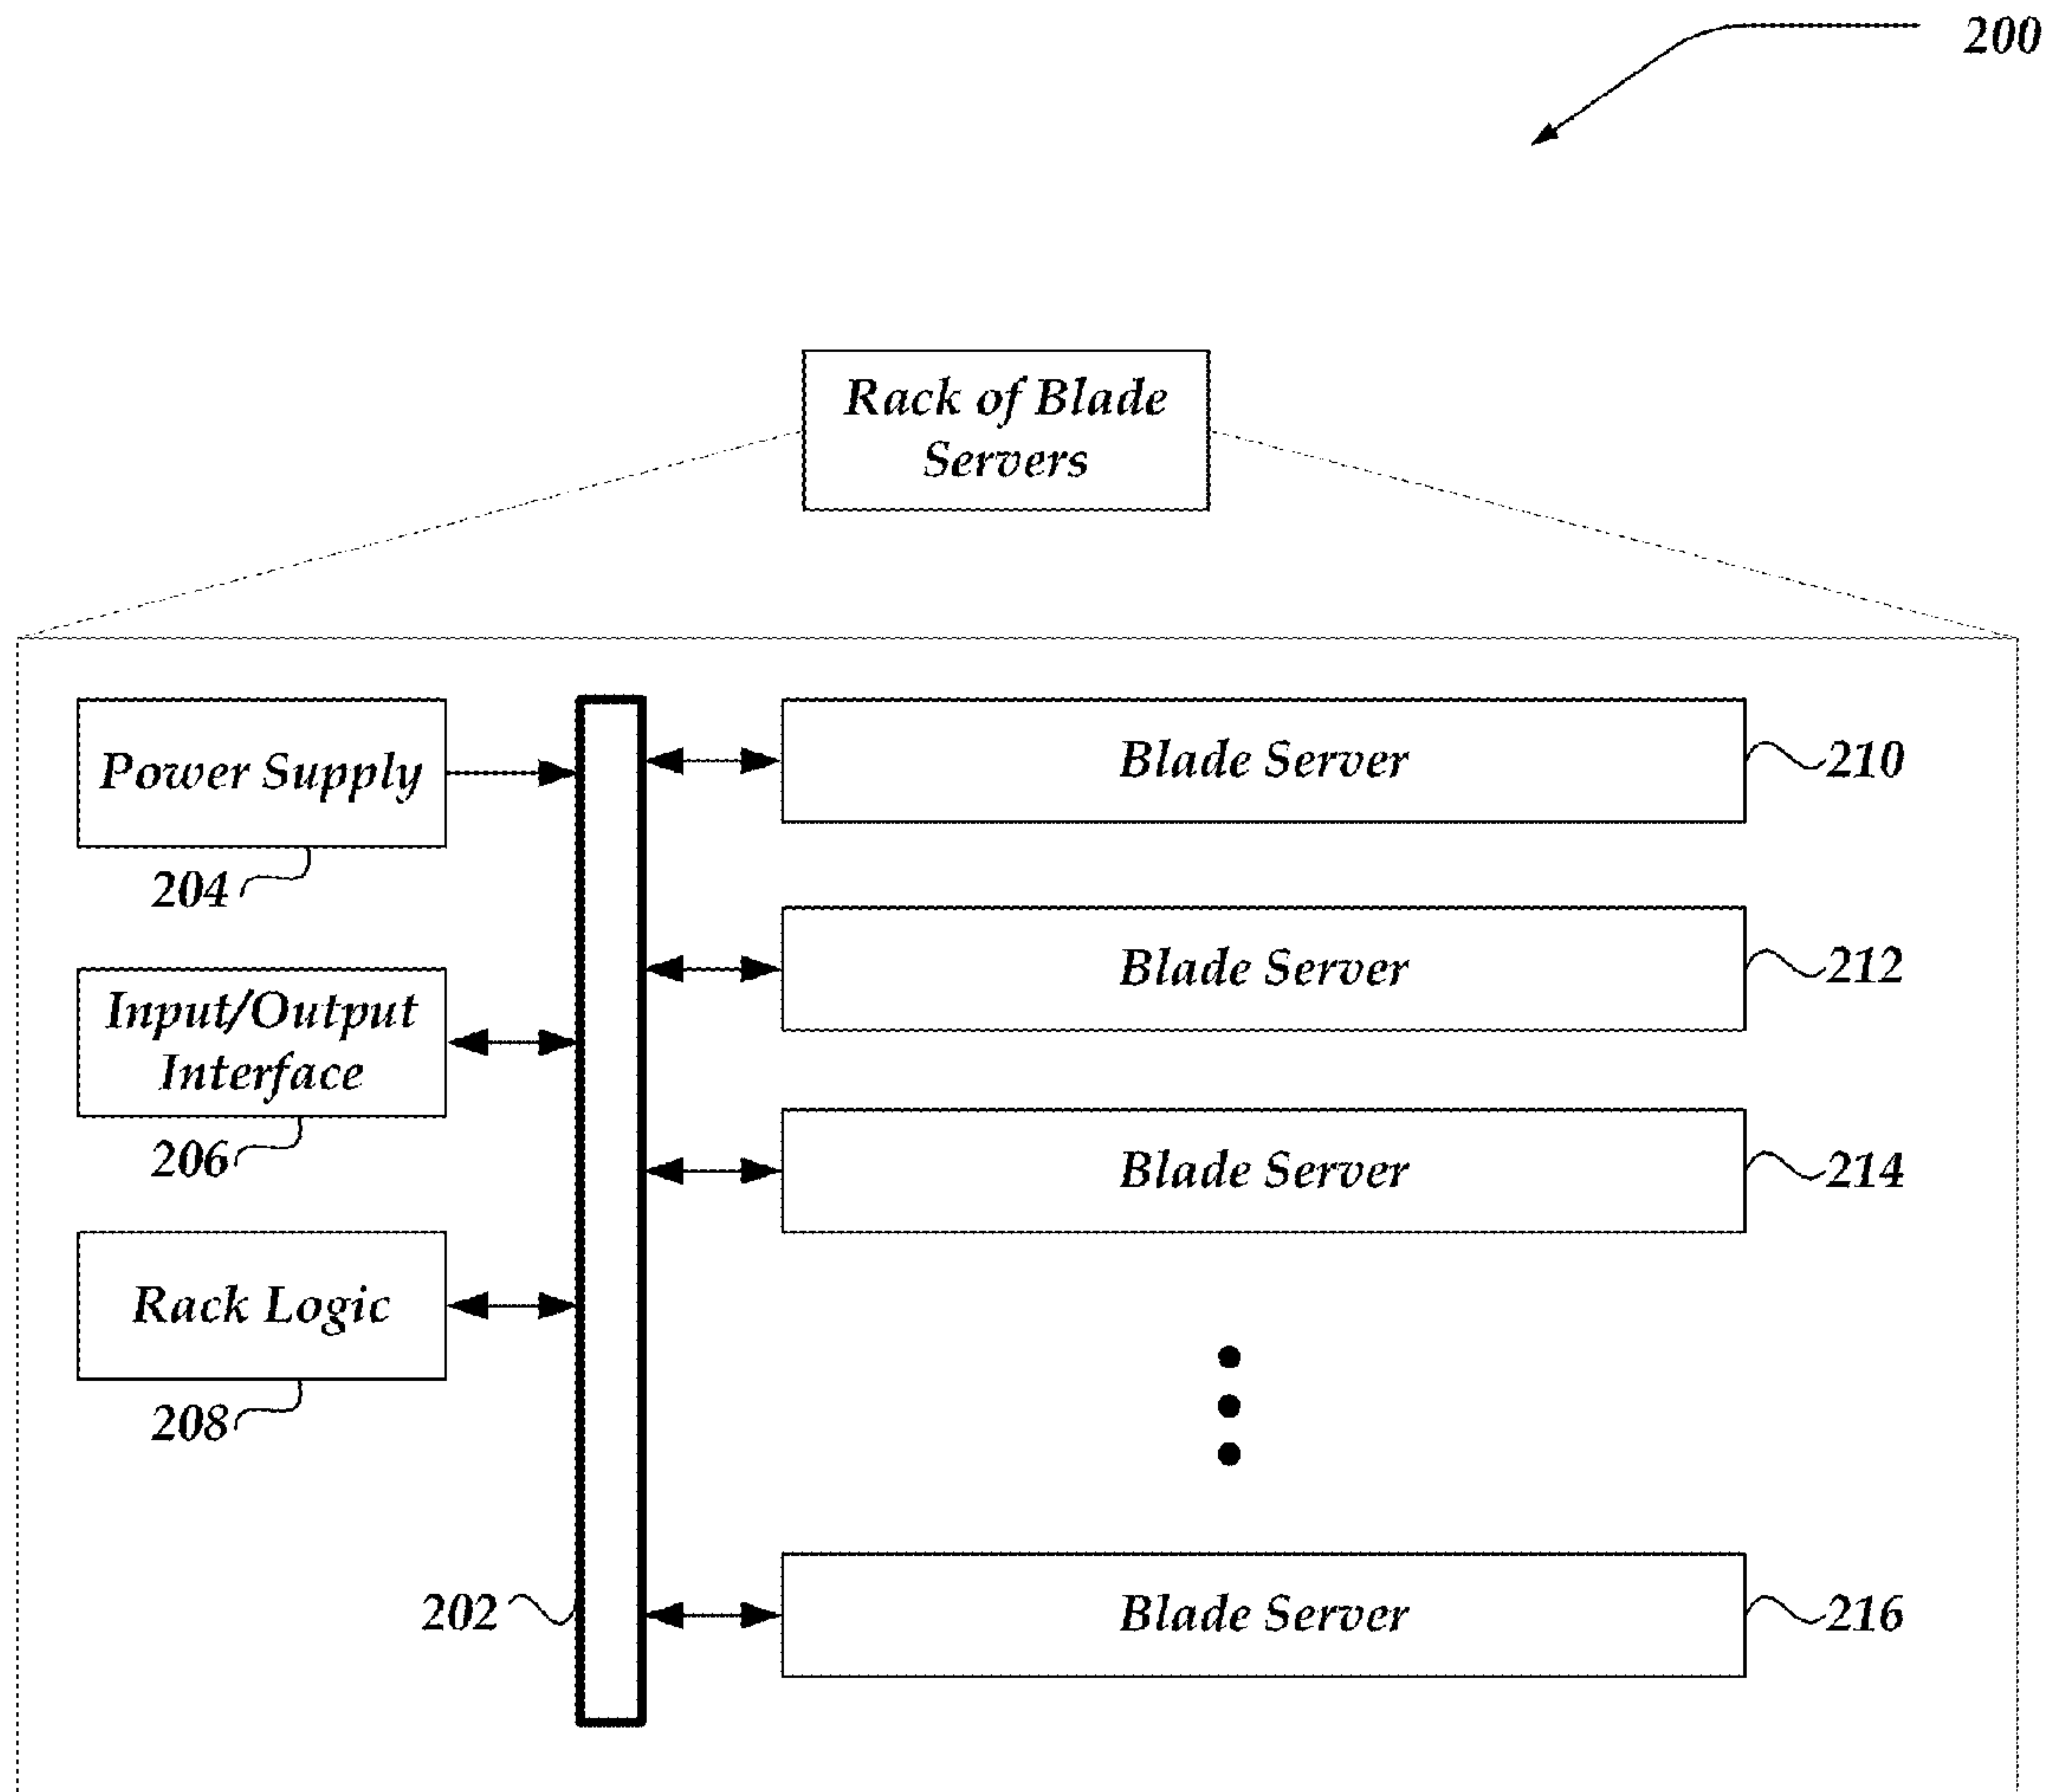 200
Rack of Blade
Servers
Power Supply
204
Input/Output
Interface
206
Rack Logic
208
202
Blade Server
210
Blade Server
212
Blade Server
214
Blade Server
216